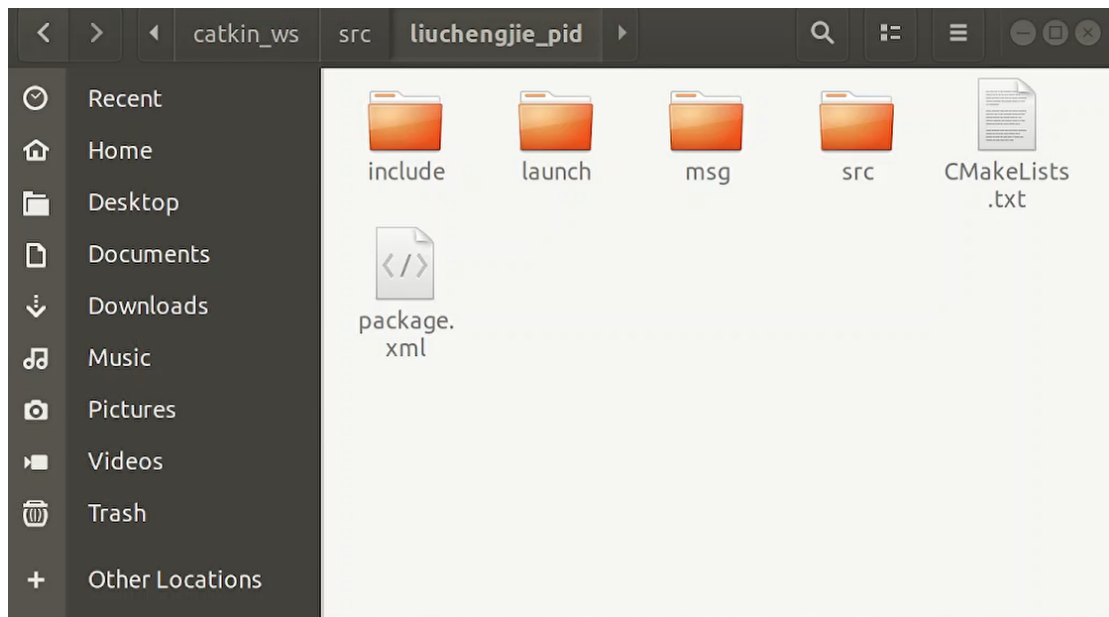 catkin_ws src liuchengjie_pid
Recent
Home
Desktop
Documents
Downloads
Music
Pictures
Videos
Trash
Other Locations
include launch msg src CMakeLists
.txt
package.
xml